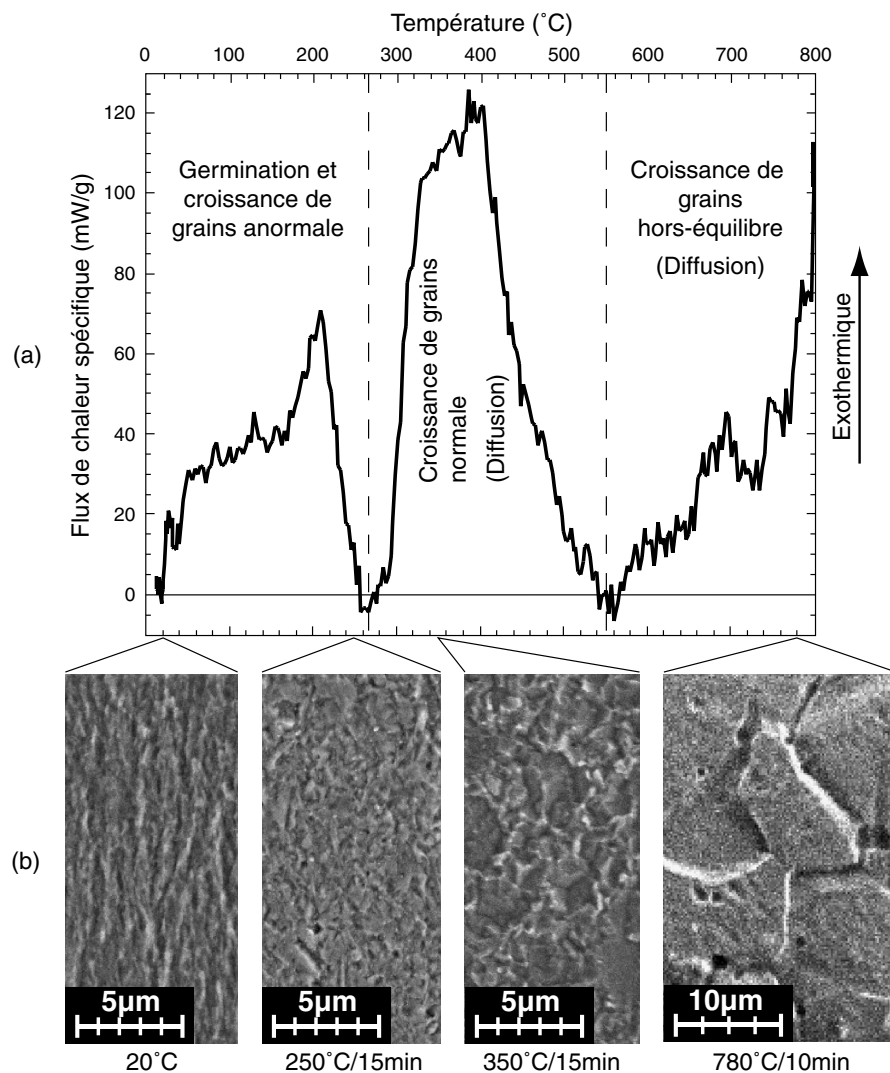 Température (˚C)
0 100 200 300 400 500 600 700 800
120
100
80
60
40
20
0
Flux de chaleur spécifique (mW/g)
(a)
Germination et
croissance de
grains anormale
Croissance de grains
normale
(Diffusion)
Croissance de
grains
hors-équilibre
(Diffusion)
Exothermique
(b)
5µm
5µm
5µm
10µm
20˚C
250˚C/15min
350˚C/15min
780˚C/10min